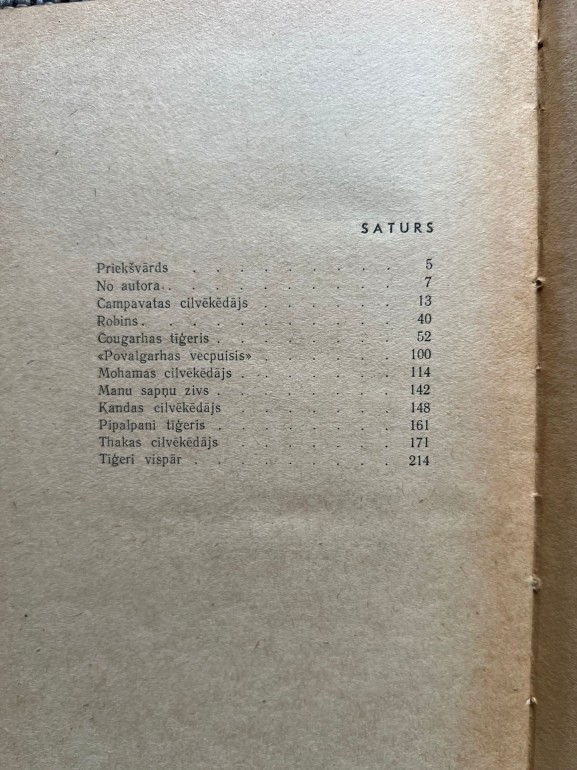 SATURS
Priekšvārds . . . . . . . . . 5
No autora . . . . . . . . . . 7
Campavatas cilvēkēdājs . . . . . . 13
Robins . . . . . . . . . . . 40
Čougarhas tīģeris . . . . . . . . 52
«Povalgarhas vecpuisis» . . . . . . 100
Mohamas cilvēkēdājs . . . . . . . 114
Manu sapņu zivs . . . . . . . . 142
Kandas cilvēkēdājs . . . . . . . 148
Pipalpani tīģeris . . . . . . . . 161
Thakas cilvēkēdājs . . . . . . . 171
Tīģeri vispār . . . . . . . . . 214